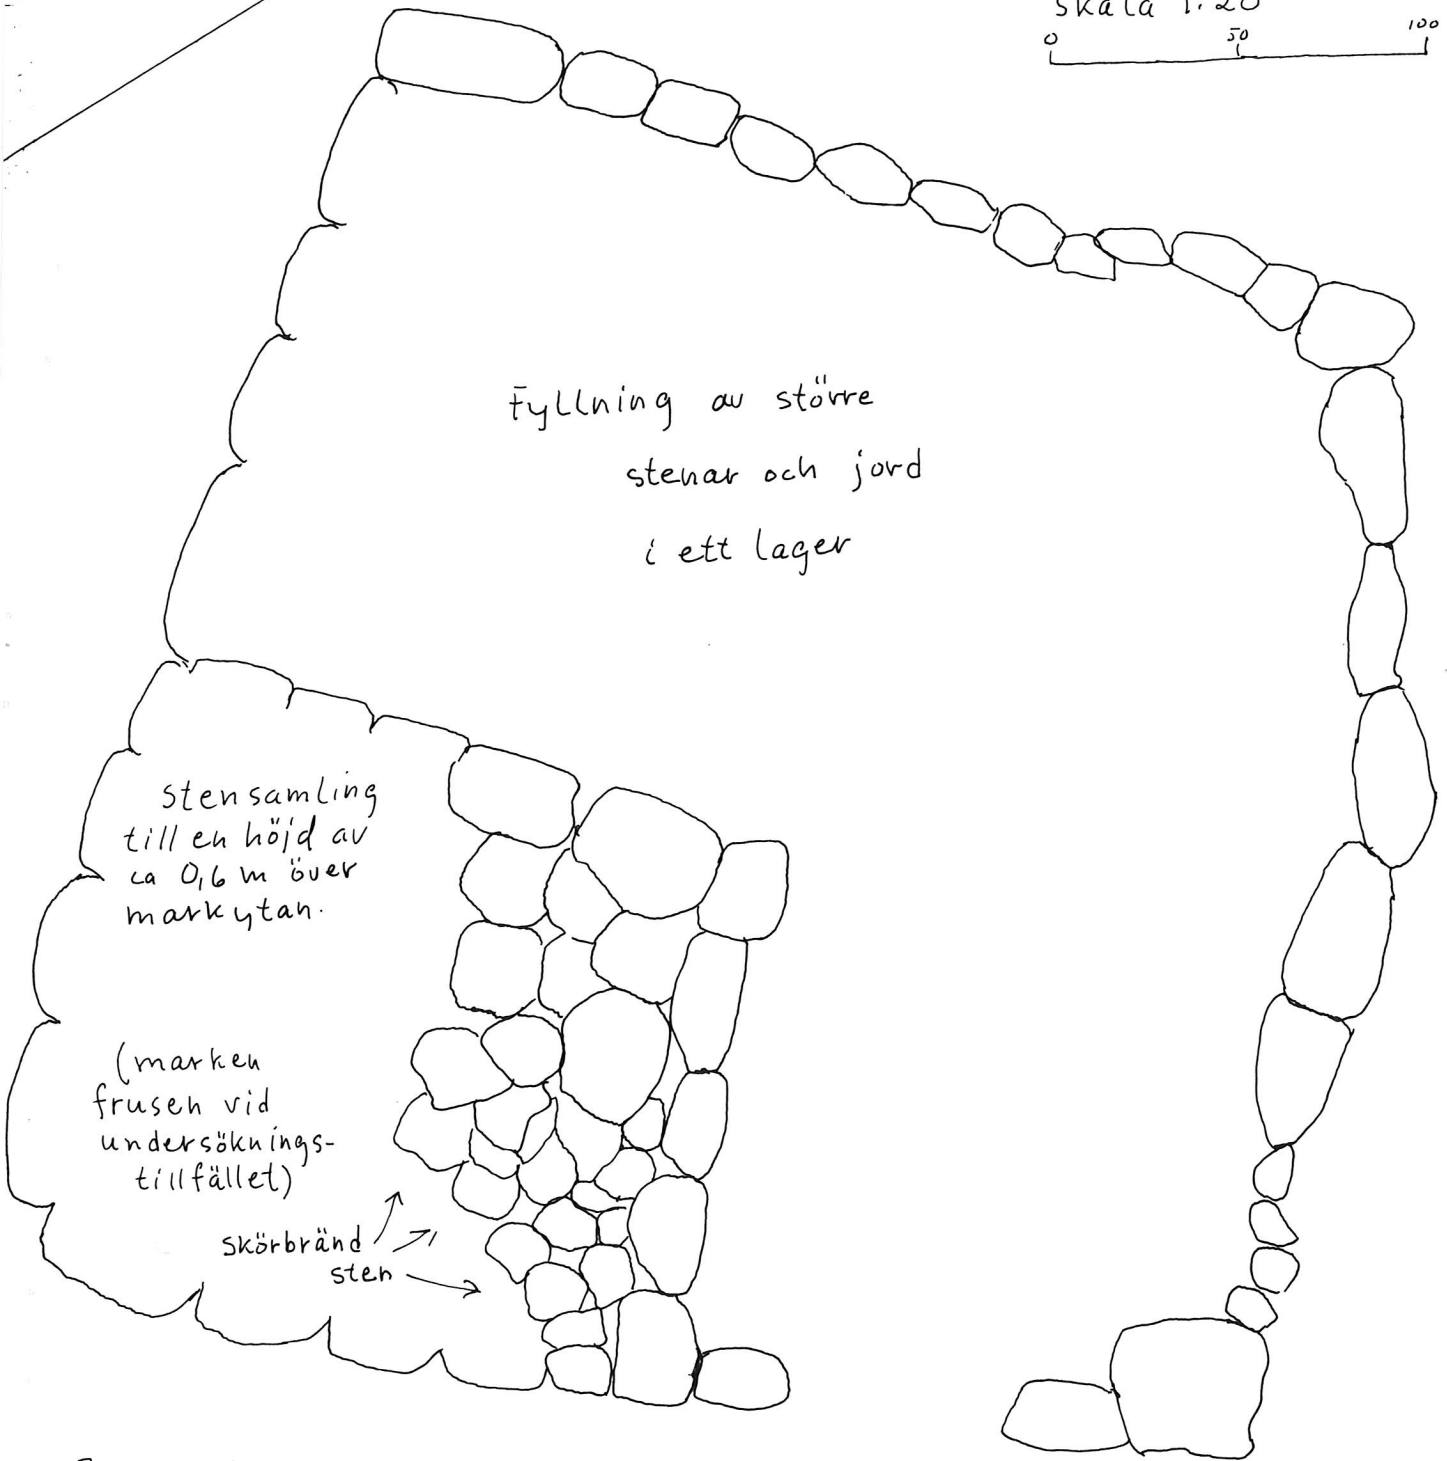 skala 1:20
0 50 100
Fyllning av större
stenar och jord
i ett lager
stensamling
till en höjd av
ca 0,6 m över
markytan.
(marken
frusen vid
undersöknings-
tillfället)
skörbränd
sten